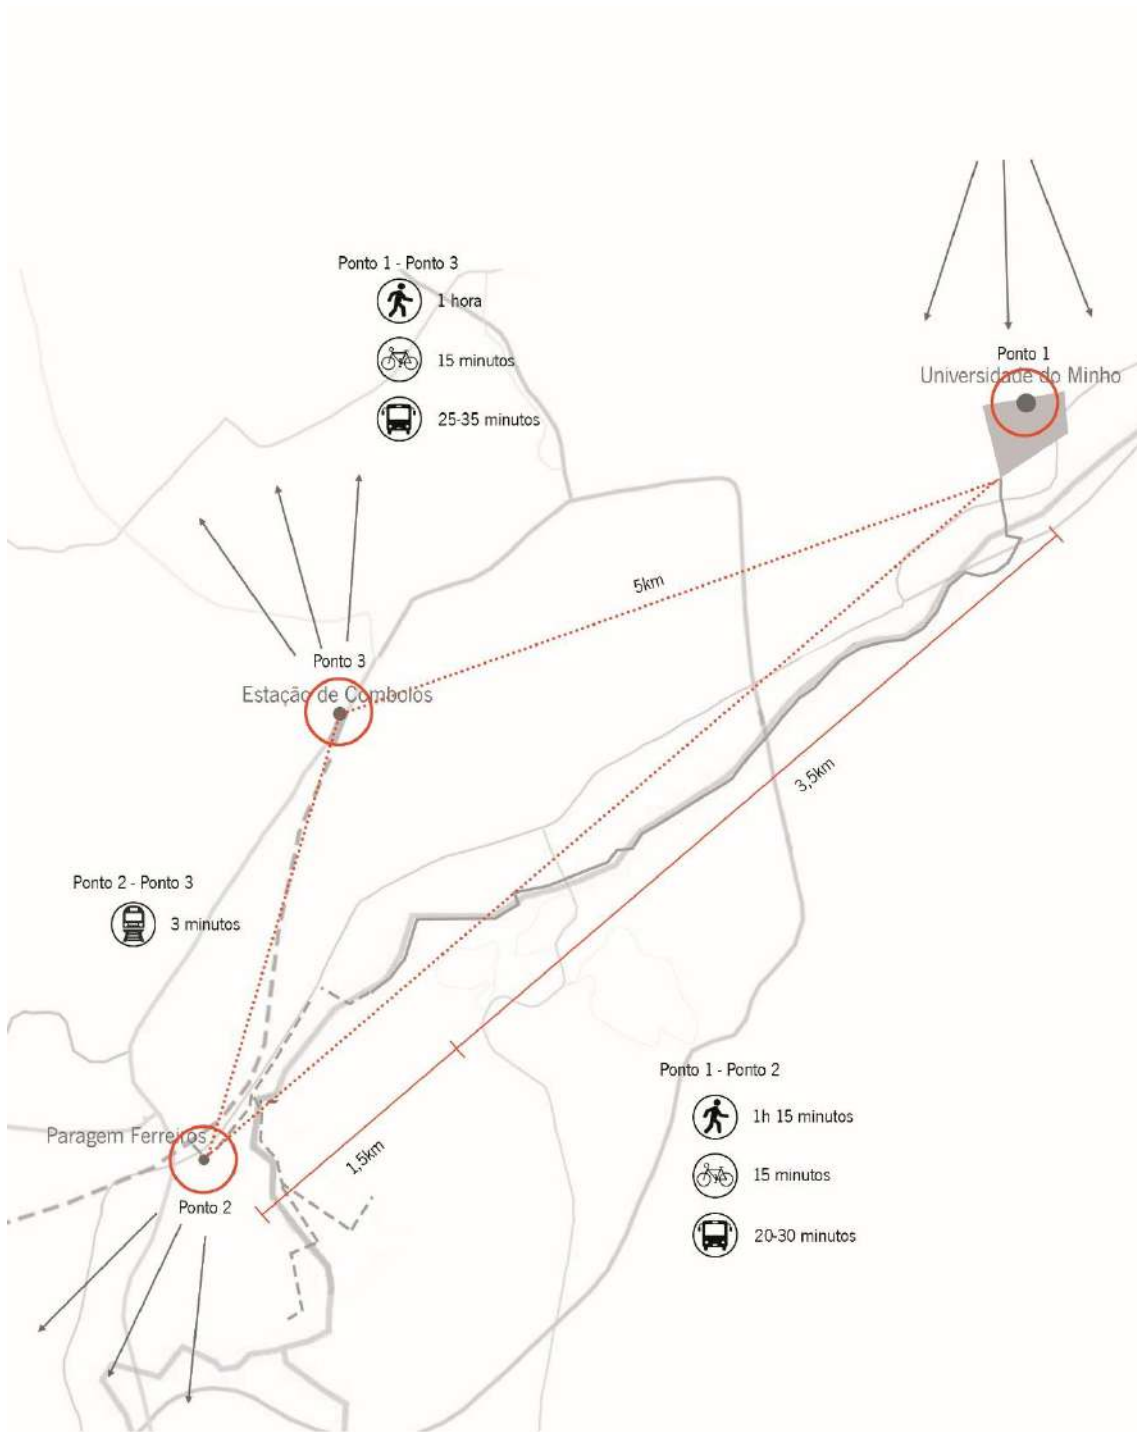 Ponto 1 - Ponto 3
1 hora
15 minutos
25-35 minutos
Ponto 1
Universidade do Minho
5km
Ponto 3
Estação de Combolos
3,5km
Ponto 2 - Ponto 3
3 minutos
Ponto 1 - Ponto 2
1h 15 minutos
15 minutos
20-30 minutos
Paragem Ferreiros
1,5km
Ponto 2